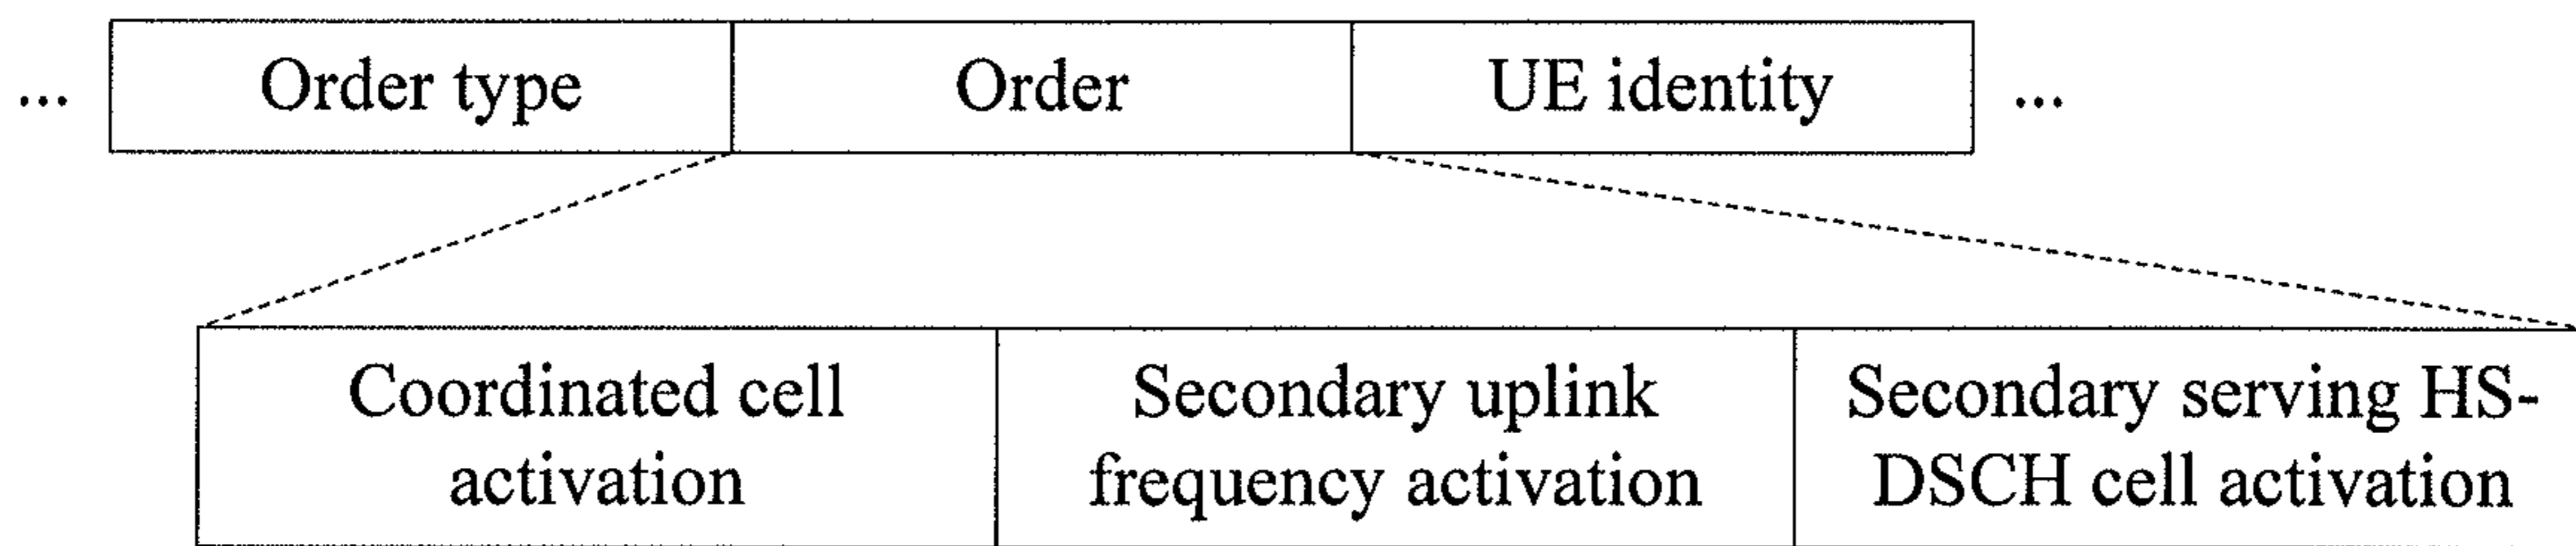 ... Order type Order UE identity ...
Coordinated cell Secondary uplink Secondary serving HS-
activation frequency activation DSCH cell activation